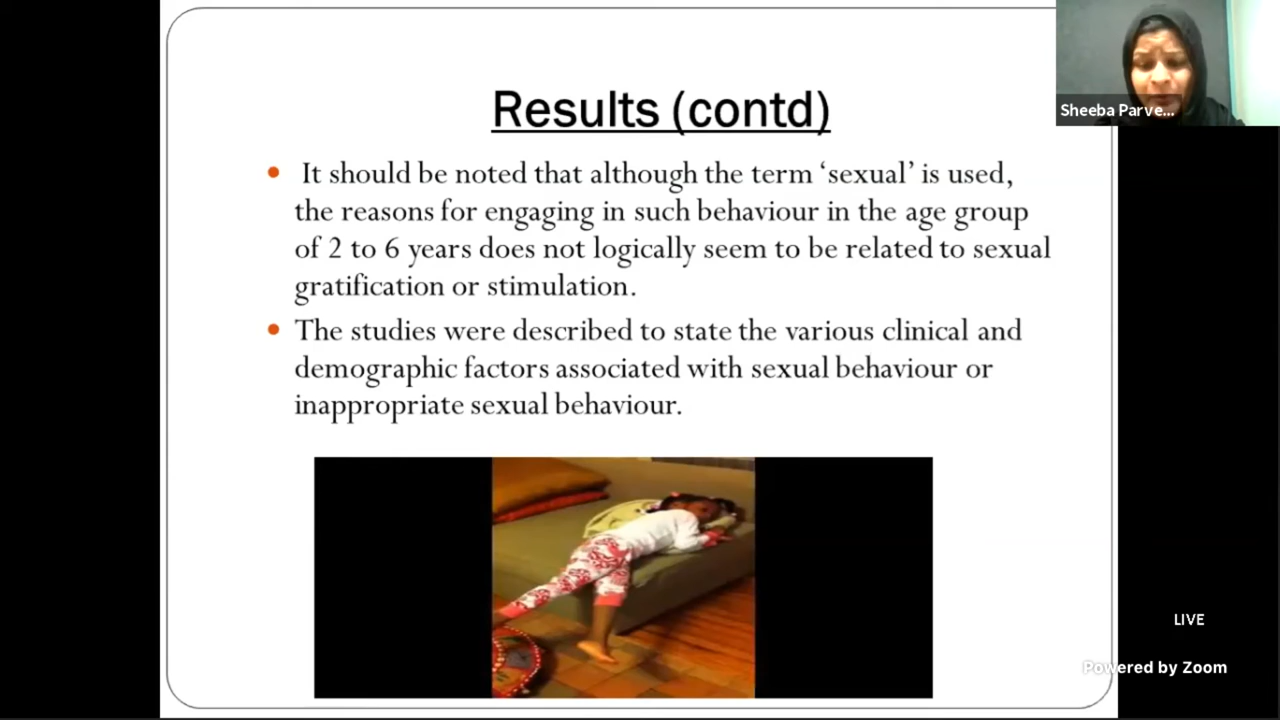 Results (contd)
Sheeba Parve...
• It should be noted that although the term ‘sexual’ is used,
the reasons for engaging in such behaviour in the age group
of 2 to 6 years does not logically seem to be related to sexual
gratification or stimulation.
• The studies were described to state the various clinical and
demographic factors associated with sexual behaviour or
inappropriate sexual behaviour.
LIVE
Powered by Zoom